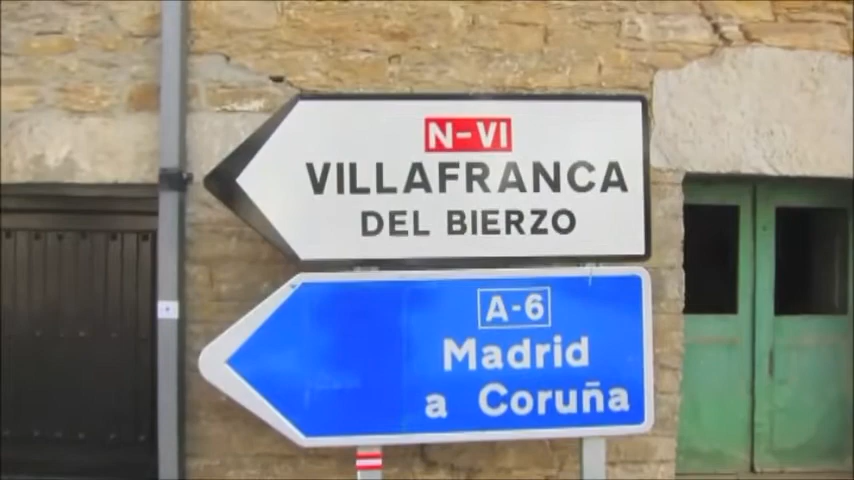 N-VI
VILLAFRANCA
DEL BIERZO
A-6
Madrid
a Coruña